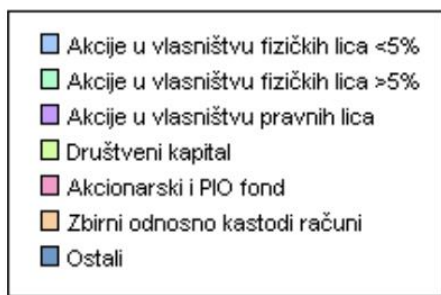 Akcije u vlasništvu fizičkih lica <5%
Akcije u vlasništvu fizičkih lica >5%
Akcije u vlasništvu pravnih lica
Društveni kapital
Akcionarski i PIO fond
Zbirni odnosno kastodi računi
Ostali